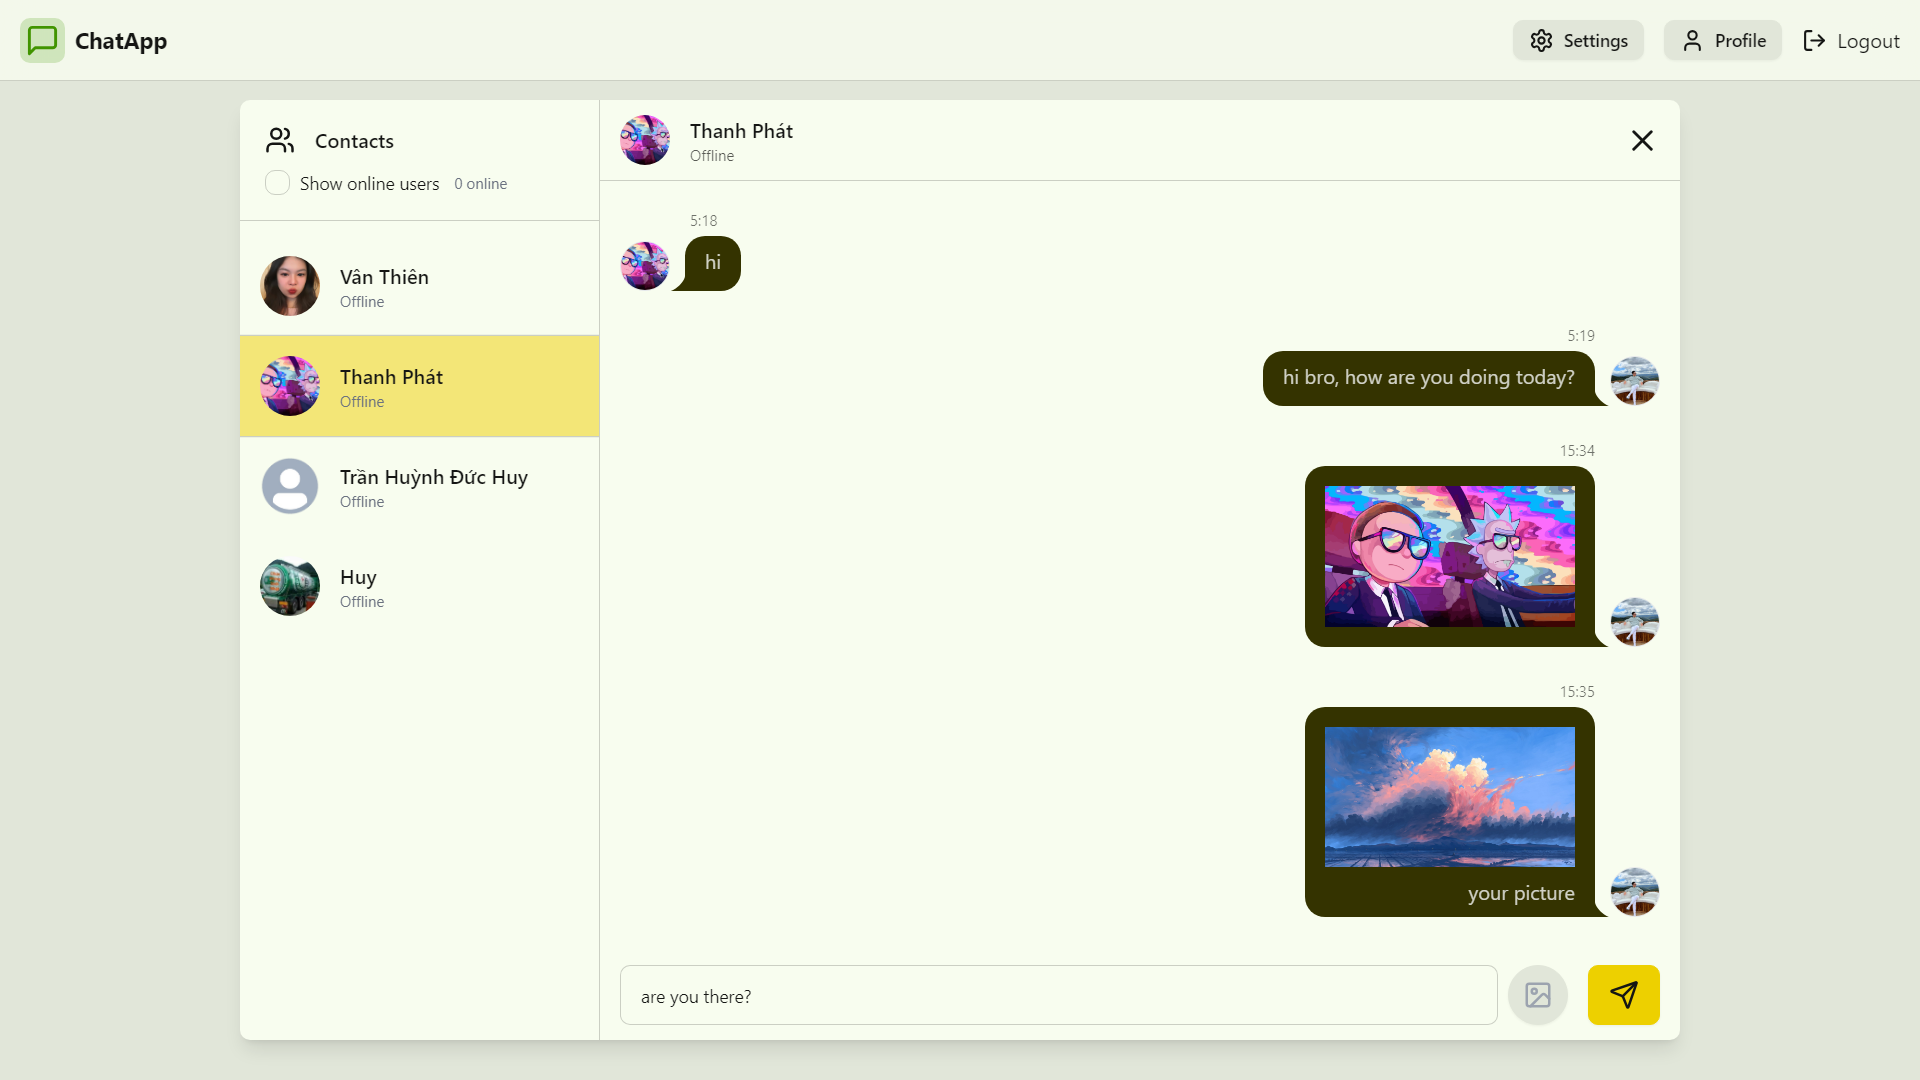 ChatApp
Settings
Profile
Logout
Contacts
Show online users 0 online
Vân Thiên
Offline
Thanh Phát
Offline
Trần Huỳnh Đức Huy
Offline
Huy
Offline
Thanh Phát
Offline
5:18
hi
5:19
hi bro, how are you doing today?
15:34
15:35
your picture
are you there?